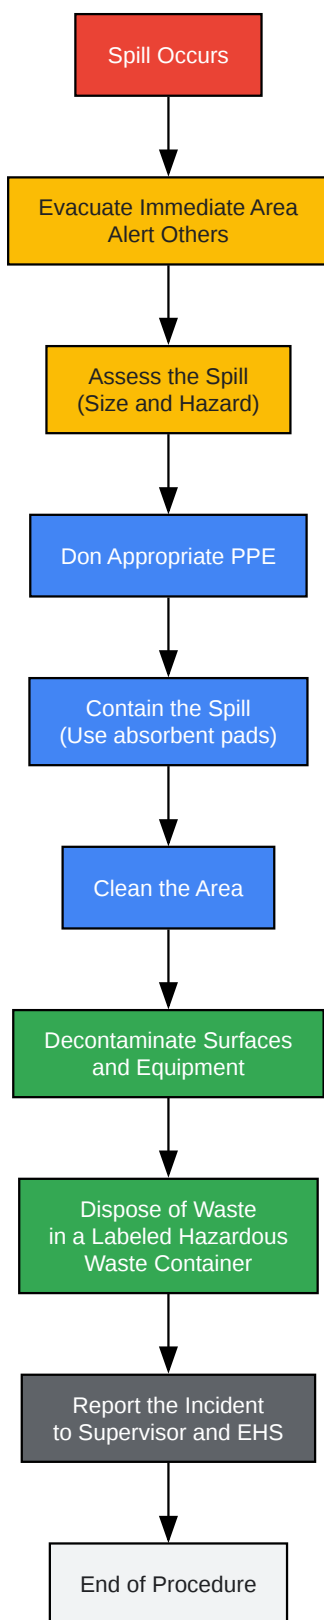 Spill Occurs
Evacuate Immediate Area
Alert Others
Assess the Spill
(Size and Hazard)
Don Appropriate PPE
Contain the Spill
(Use absorbent pads)
Clean the Area
Decontaminate Surfaces
and Equipment
Dispose of Waste
in a Labeled Hazardous
Waste Container
Report the Incident
to Supervisor and EHS
End of Procedure